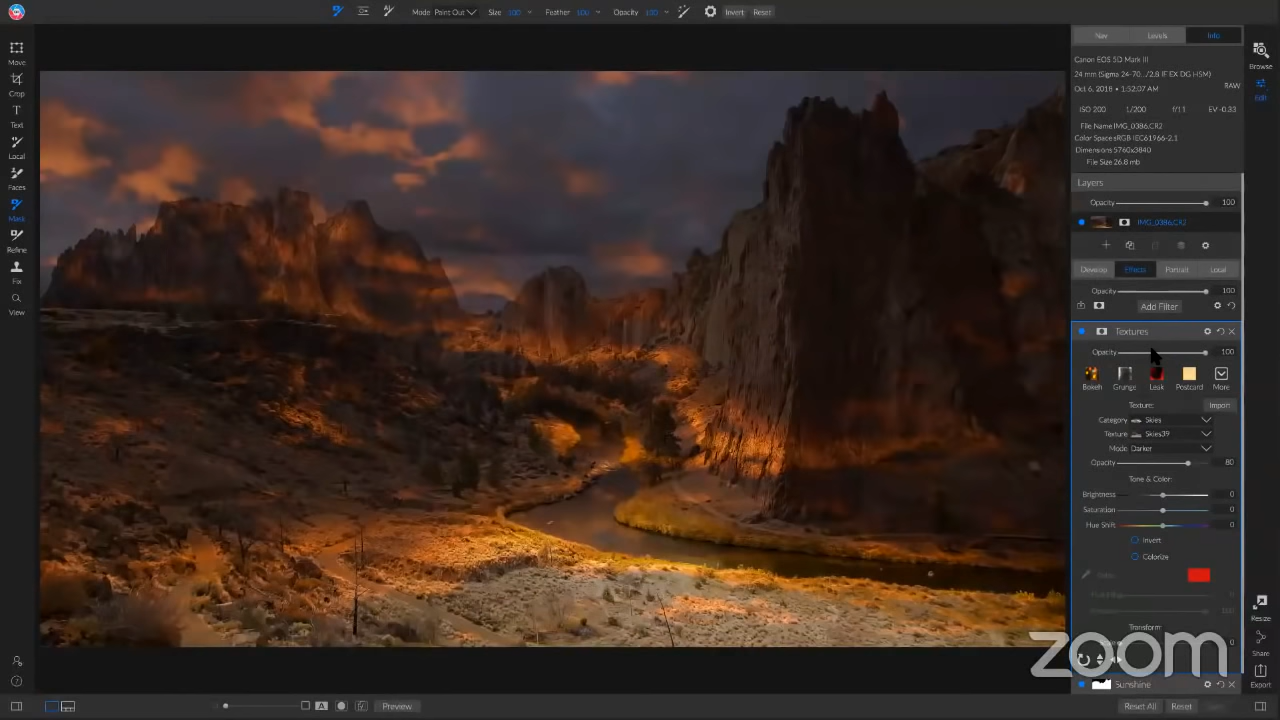 Mode Paint Out Size 100 Feather 100 Opacity 100 Invert Reset
Move
Crop
Text
Local
Faces
Mask
Refine
Fix
View
Nav Levels Info
Canon EOS 5D Mark III
24 mm (Sigma 24-70.../2.8 IF EX DG HSM)
Oct 6, 2018 • 1:52:07 AM RAW
ISO 200 1/200 f/11 EV -0.33
File Name IMG_0386.CR2
Color Space sRGB IEC61966-2.1
Dimensions 5760x3840
File Size 26.8 mb
Layers
Opacity 100
IMG_0386.CR2
Develop Effects Portrait Local
Opacity 100
Add Filter
Textures
Opacity 100
Bokeh Grunge Leak Postcard More
Texture: Import
Category Skies
Texture Skies39
Mode Darker
Opacity 80
Tone & Color:
Brightness 0
Saturation 0
Hue Shift 0
Invert
Colorize
Transform:
0
Sunshine
Reset All Reset
Browse
Edit
Resize
Share
Export
A Preview
zoom